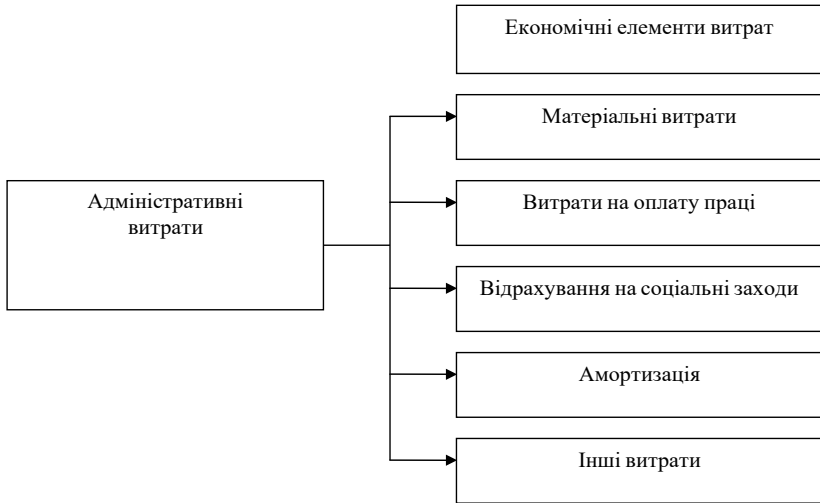 Економічні елементи витрат
Матеріальні витрати
Адміністративні
витрати
Витрати на оплату праці
Відрахування на соціальні заходи
Амортизація
Інші витрати